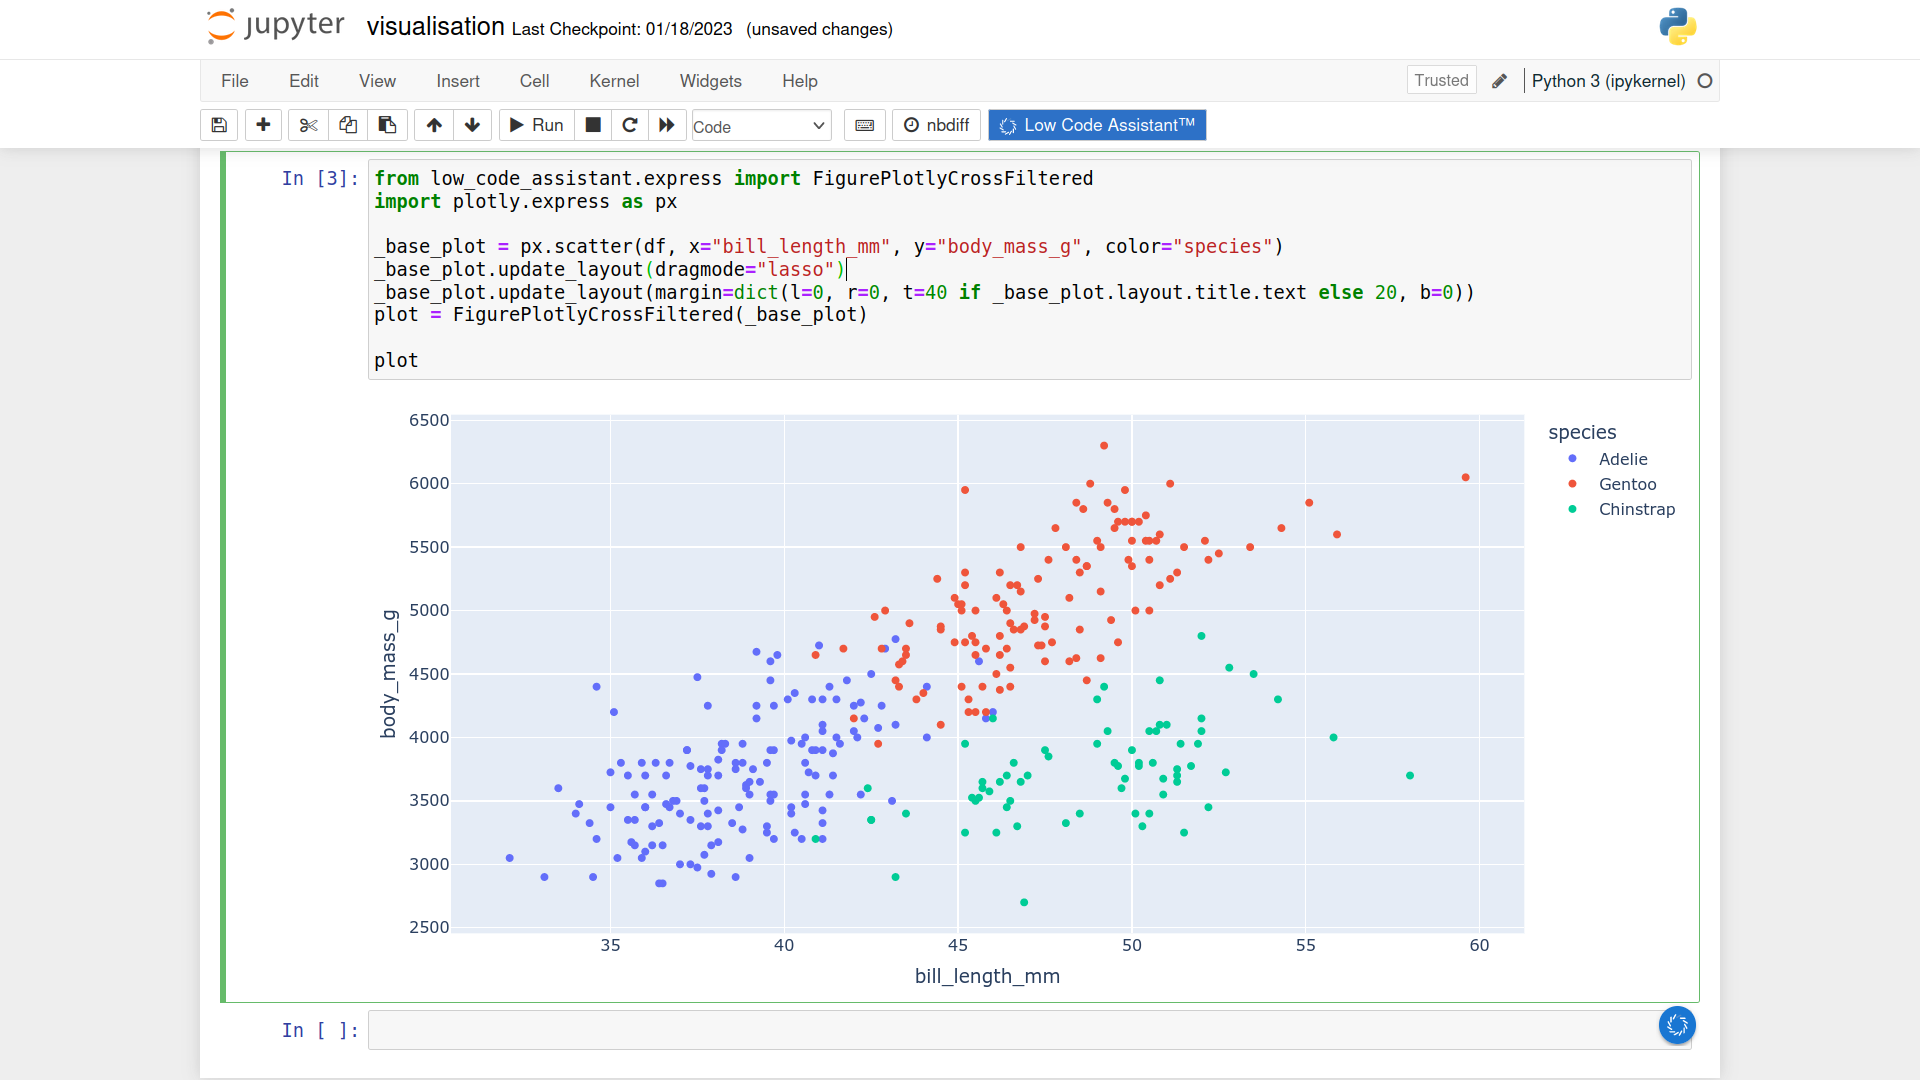 jupyter visualisation Last Checkpoint: 01/18/2023 (unsaved changes)
File Edit View Insert Cell Kernel Widgets Help Trusted Python 3 (ipykernel)
Run Code nbdiff Low Code Assistant™
In [3]:
from low_code_assistant.express import FigurePlotlyCrossFiltered
import plotly.express as px
_base_plot = px.scatter(df, x="bill_length_mm", y="body_mass_g", color="species")
_base_plot.update_layout(dragmode="lasso")
_base_plot.update_layout(margin=dict(l=0, r=0, t=40 if _base_plot.layout.title.text else 20, b=0))
plot = FigurePlotlyCrossFiltered(_base_plot)
plot
body_mass_g
6500
6000
5500
5000
4500
4000
3500
3000
2500
35 40 45 50 55 60
bill_length_mm
species
Adelie
Gentoo
Chinstrap
In [ ]: